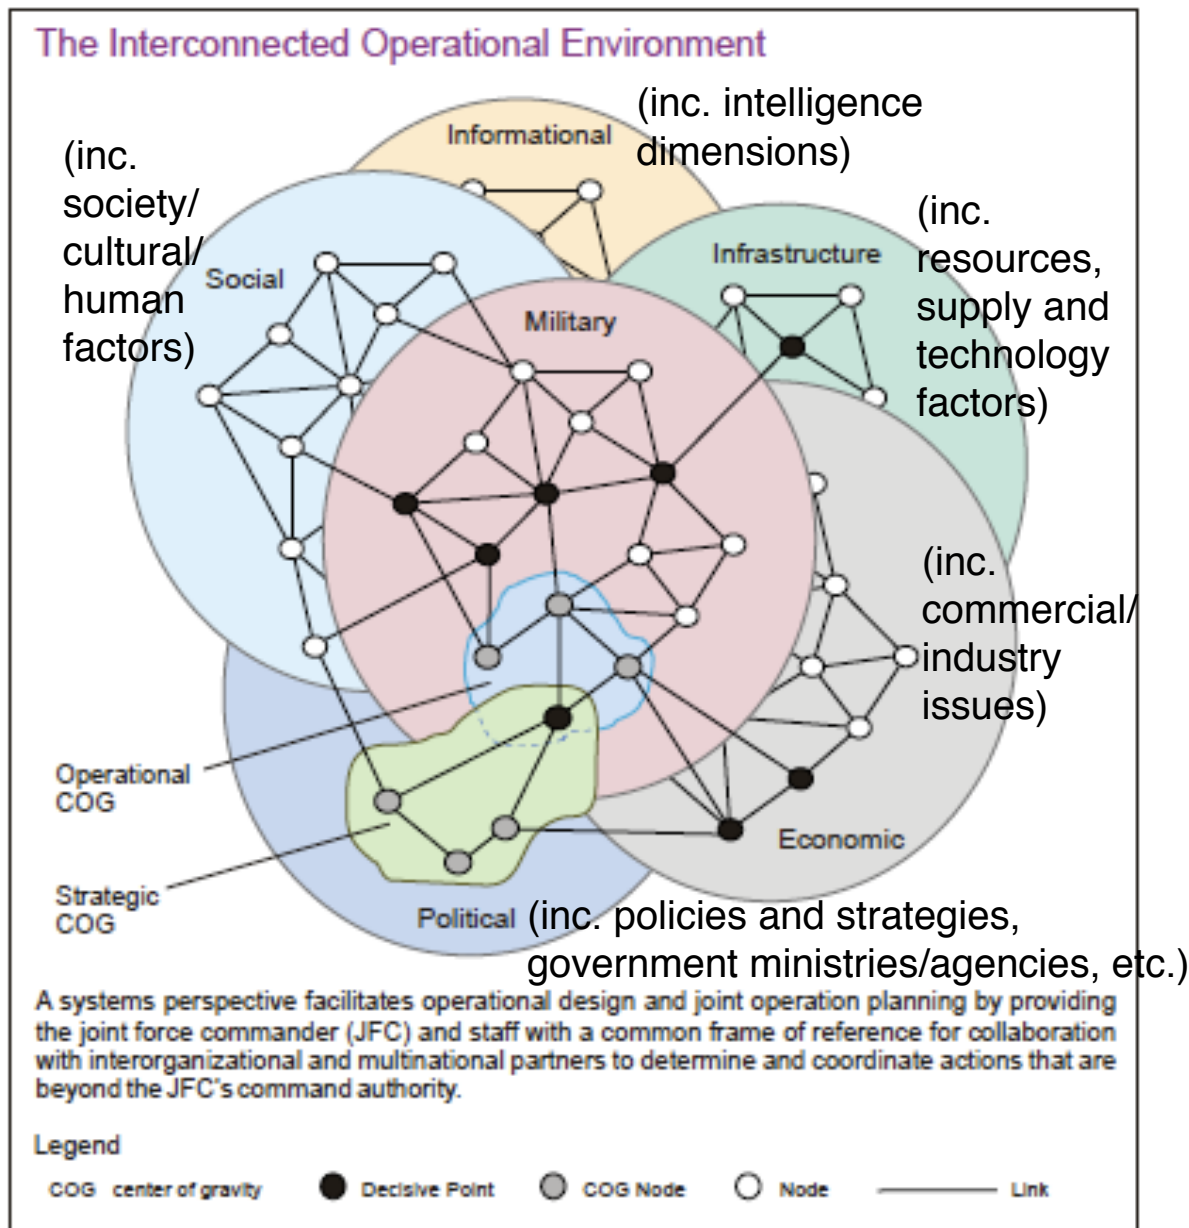 The Interconnected Operational Environment
(inc. intelligence
dimensions)
Informational
(inc.
society/
cultural/
human
factors)
Social
(inc.
resources,
supply and
technology
factors)
Infrastructure
Military
(inc.
commercial/
industry
issues)
Operational
COG
Economic
Strategic
COG
Political
(inc. policies and strategies,
government ministries/agencies, etc.)
A systems perspective facilitates operational design and joint operation planning by providing
the joint force commander (JFC) and staff with a common frame of reference for collaboration
with interorganizational and multinational partners to determine and coordinate actions that are
beyond the JFC's command authority.
Legend
COG center of gravity Decisive Point COG Node Node Link